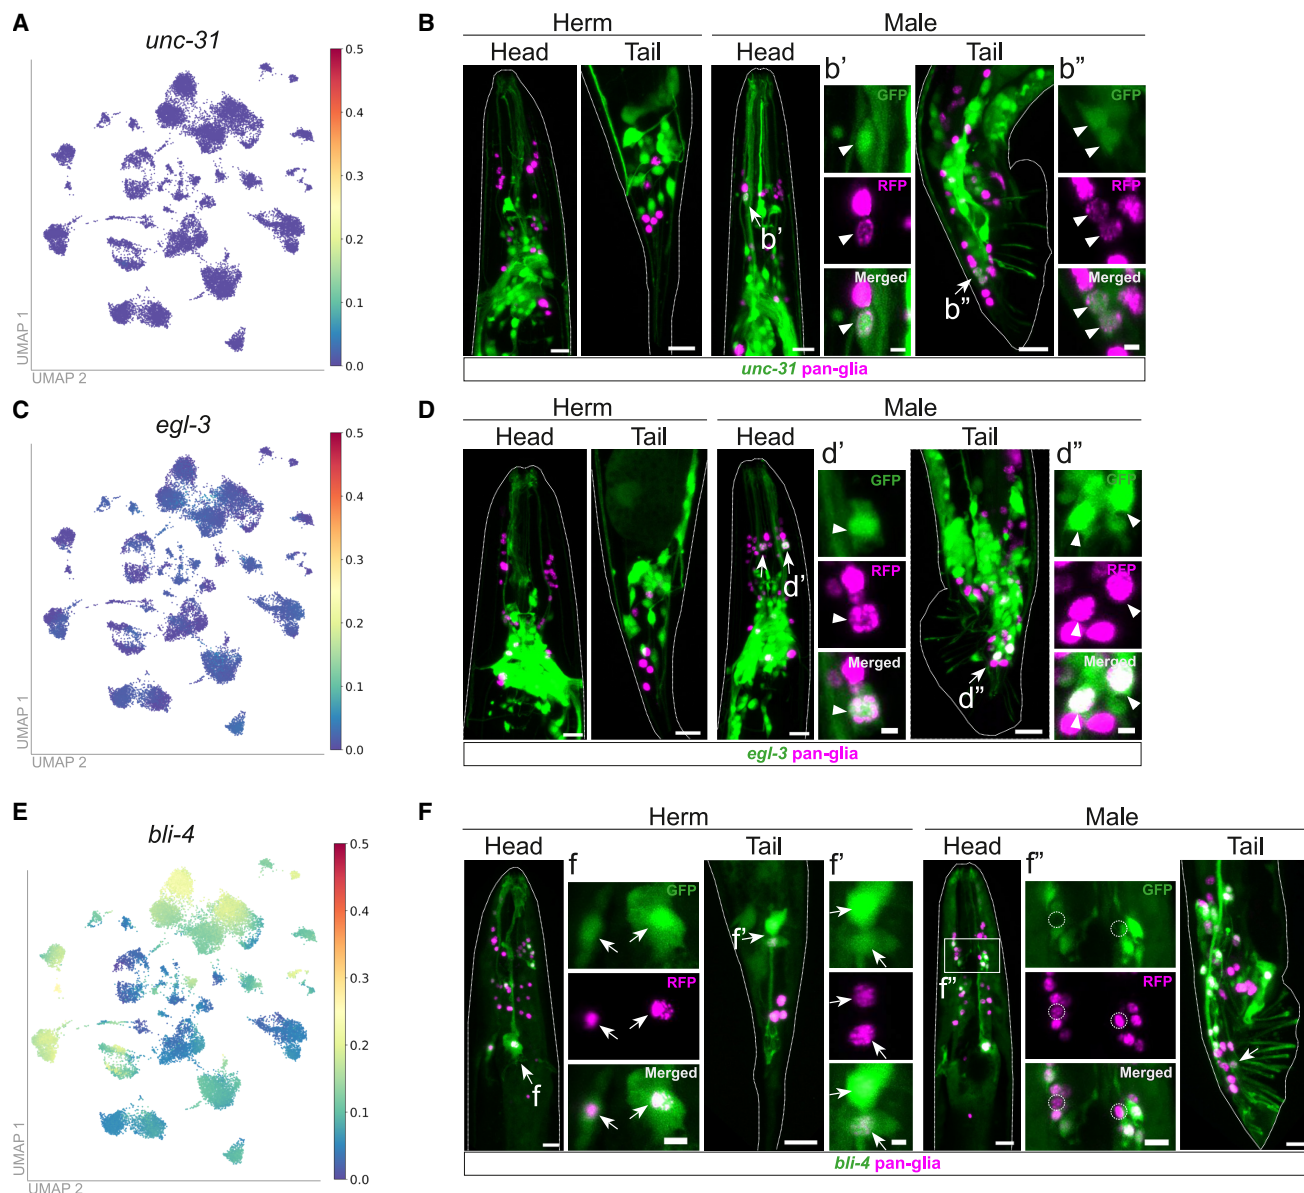 A
unc-31
0.5
0.4
0.3
0.2
0.1
0.0
UMAP 1
UMAP 2
B
Herm
Male
Head
Tail
Head
b'
Tail
b"
GFP
RFP
Merged
GFP
RFP
Merged
b'
b"
unc-31 pan-glia
C
egl-3
0.5
0.4
0.3
0.2
0.1
0.0
UMAP 1
UMAP 2
D
Herm
Male
Head
Tail
Head
d'
Tail
d"
GFP
RFP
Merged
GFP
RFP
Merged
d'
d"
egl-3 pan-glia
E
bli-4
0.5
0.4
0.3
0.2
0.1
0.0
UMAP 1
UMAP 2
F
Herm
Male
Head
f
Tail
f'
Head
f"
Tail
GFP
RFP
Merged
GFP
RFP
Merged
f
f'
f"
bli-4 pan-glia